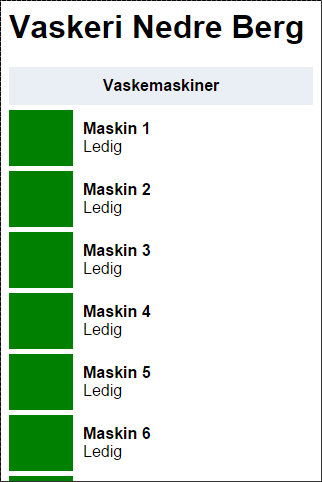 Vaskeri Nedre Berg
Vaskemaskiner
Maskin 1
Ledig
Maskin 2
Ledig
Maskin 3
Ledig
Maskin 4
Ledig
Maskin 5
Ledig
Maskin 6
Ledig